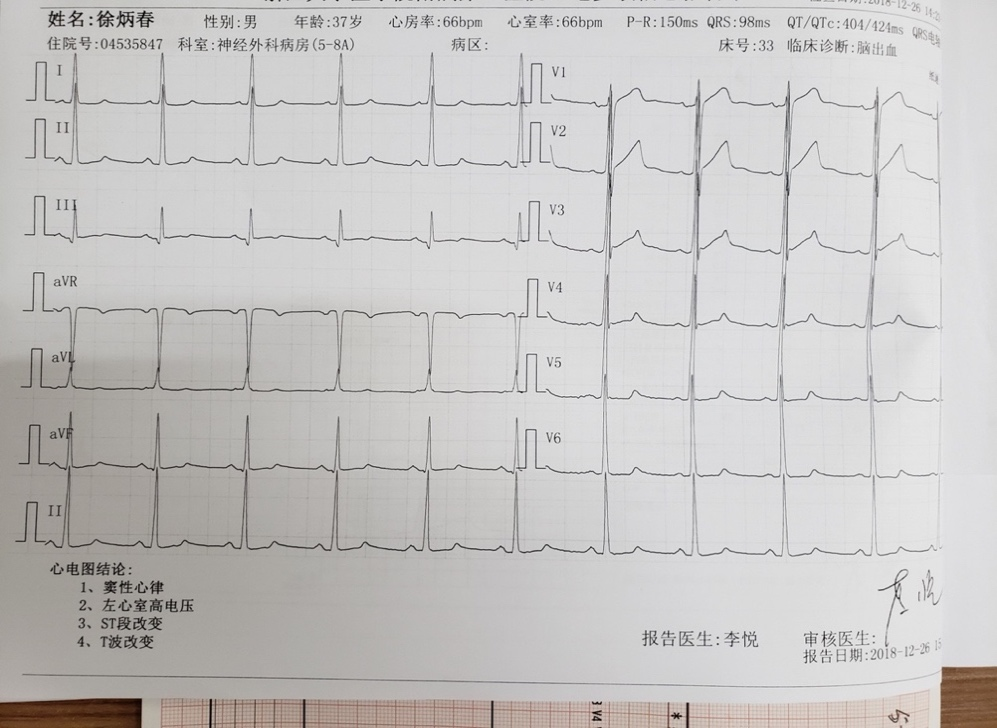 2018-12-26
姓名:徐炳春 性别:男 年龄:37岁 心房率:66bpm 心室率:66bpm P-R:150ms QRS:98ms QT/QTc:404/424ms
住院号:04535847 科室:神经外科病房(5-8A) 病区: 床号:33 临床诊断:脑出血
I
II
III
aVR
aVL
aVF
II
V1
V2
V3
V4
V5
V6
心电图结论:
1、窦性心律
2、左心室高电压
3、ST段改变
4、T波改变
报告医生:李悦 审核医生:
报告日期:2018-12-26
V4
*